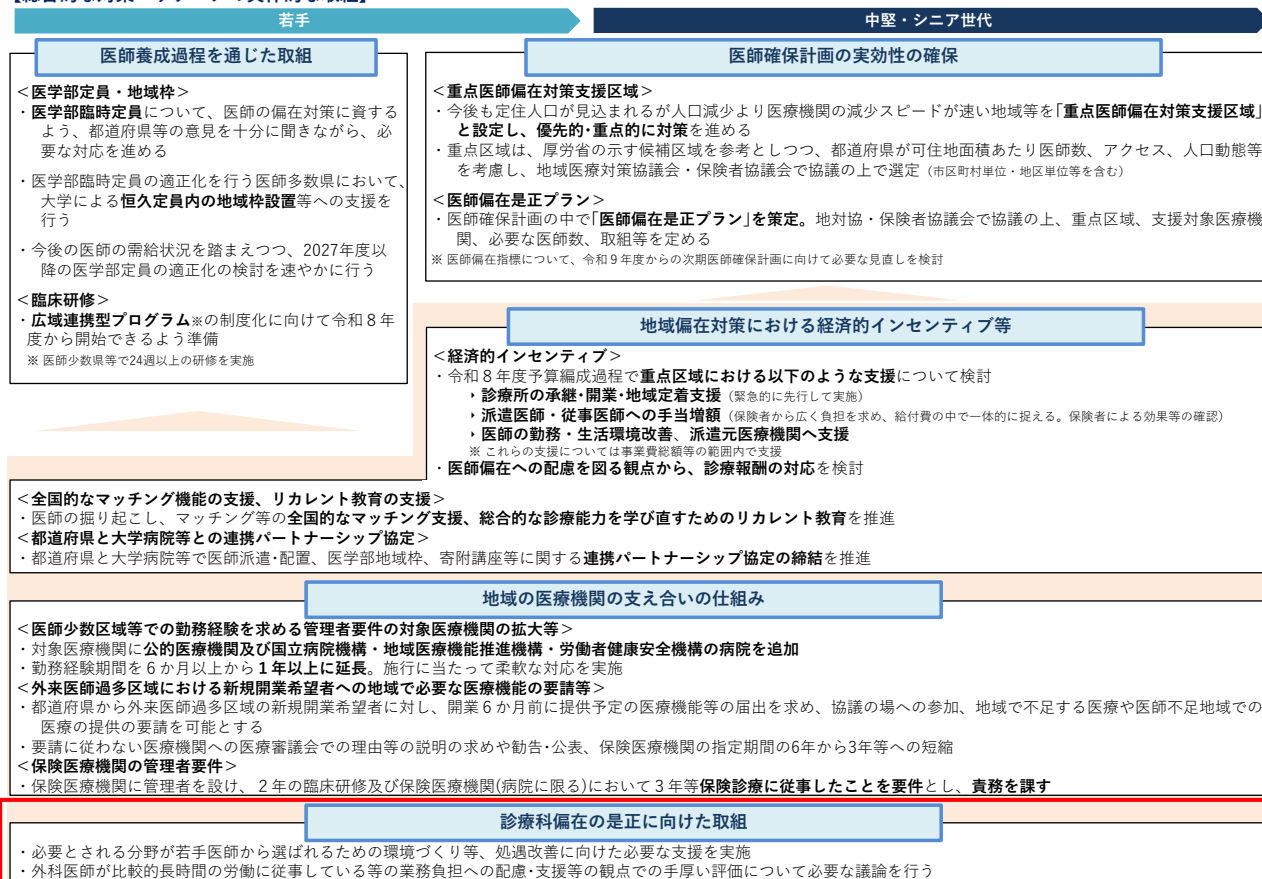 若手
中堅・シニア世代
医師養成過程を通じた取組
<医学部定員・地域枠>
・医学部臨時定員について、医師の偏在対策に資する
よう、都道府県等の意見を十分に聞きながら、必
要な対応を進める
・医学部臨時定員の適正化を行う医師多数県において、
大学による恒久定員内の地域枠設置等への支援を
行う
・今後の医師の需給状況を踏まえつつ、2027年度以
降の医学部定員の適正化の検討を速やかに行う
<臨床研修>
・広域連携型プログラム※の制度化に向けて令和８年
度から開始できるよう準備
※ 医師少数県等で24週以上の研修を実施
医師確保計画の実効性の確保
<重点医師偏在対策支援区域>
・今後も定住人口が見込まれるが人口減少より医療機関の減少スピードが速い地域等を「重点医師偏在対策支援区域」
と設定し、優先的・重点的に対策を進める
・重点区域は、厚労省の示す候補区域を参考としつつ、都道府県が可住地面積あたり医師数、アクセス、人口動態等
を考慮し、地域医療対策協議会・保険者協議会で協議の上で選定（市区町村単位・地区単位等を含む）
<医師偏在是正プラン>
・医師確保計画の中で「医師偏在是正プラン」を策定。地対協・保険者協議会で協議の上、重点区域、支援対象医療機
関、必要な医師数、取組等を定める
※ 医師偏在指標について、令和９年度からの次期医師確保計画に向けて必要な見直しを検討
地域偏在対策における経済的インセンティブ等
<経済的インセンティブ>
・令和８年度予算編成過程で重点区域における以下のような支援について検討
‣ 診療所の承継・開業・地域定着支援（緊急的に先行して実施）
‣ 派遣医師・従事医師への手当増額（保険者から広く負担を求め、給付費の中で一体的に捉える。保険者による効果等の確認）
‣ 医師の勤務・生活環境改善、派遣元医療機関へ支援
※ これらの支援については事業費総額等の範囲内で支援
・医師偏在への配慮を図る観点から、診療報酬の対応を検討
<全国的なマッチング機能の支援、リカレント教育の支援>
・医師の掘り起こし、マッチング等の全国的なマッチング支援、総合的な診療能力を学び直すためのリカレント教育を推進
<都道府県と大学病院等との連携パートナーシップ協定>
・都道府県と大学病院等で医師派遣・配置、医学部地域枠、寄附講座等に関する連携パートナーシップ協定の締結を推進
地域の医療機関の支え合いの仕組み
<医師少数区域等での勤務経験を求める管理者要件の対象医療機関の拡大等>
・対象医療機関に公的医療機関及び国立病院機構・地域医療機能推進機構・労働者健康安全機構の病院を追加
・勤務経験期間を６か月以上から１年以上に延長。施行に当たって柔軟な対応を実施
<外来医師過多区域における新規開業希望者への地域で必要な医療機能の要請等>
・都道府県から外来医師過多区域の新規開業希望者に対し、開業６か月前に提供予定の医療機能等の届出を求め、協議の場への参加、地域で不足する医療や医師不足地域での
医療の提供の要請を可能とする
・要請に従わない医療機関への医療審議会での理由等の説明の求めや勧告・公表、保険医療機関の指定期間の6年から3年等への短縮
<保険医療機関の管理者要件>
・保険医療機関に管理者を設け、２年の臨床研修及び保険医療機関(病院に限る)において３年等保険診療に従事したことを要件とし、責務を課す
診療科偏在の是正に向けた取組
・必要とされる分野が若手医師から選ばれるための環境づくり等、処遇改善に向けた必要な支援を実施
・外科医師が比較的長時間の労働に従事している等の業務負担への配慮・支援等の観点での手厚い評価について必要な議論を行う